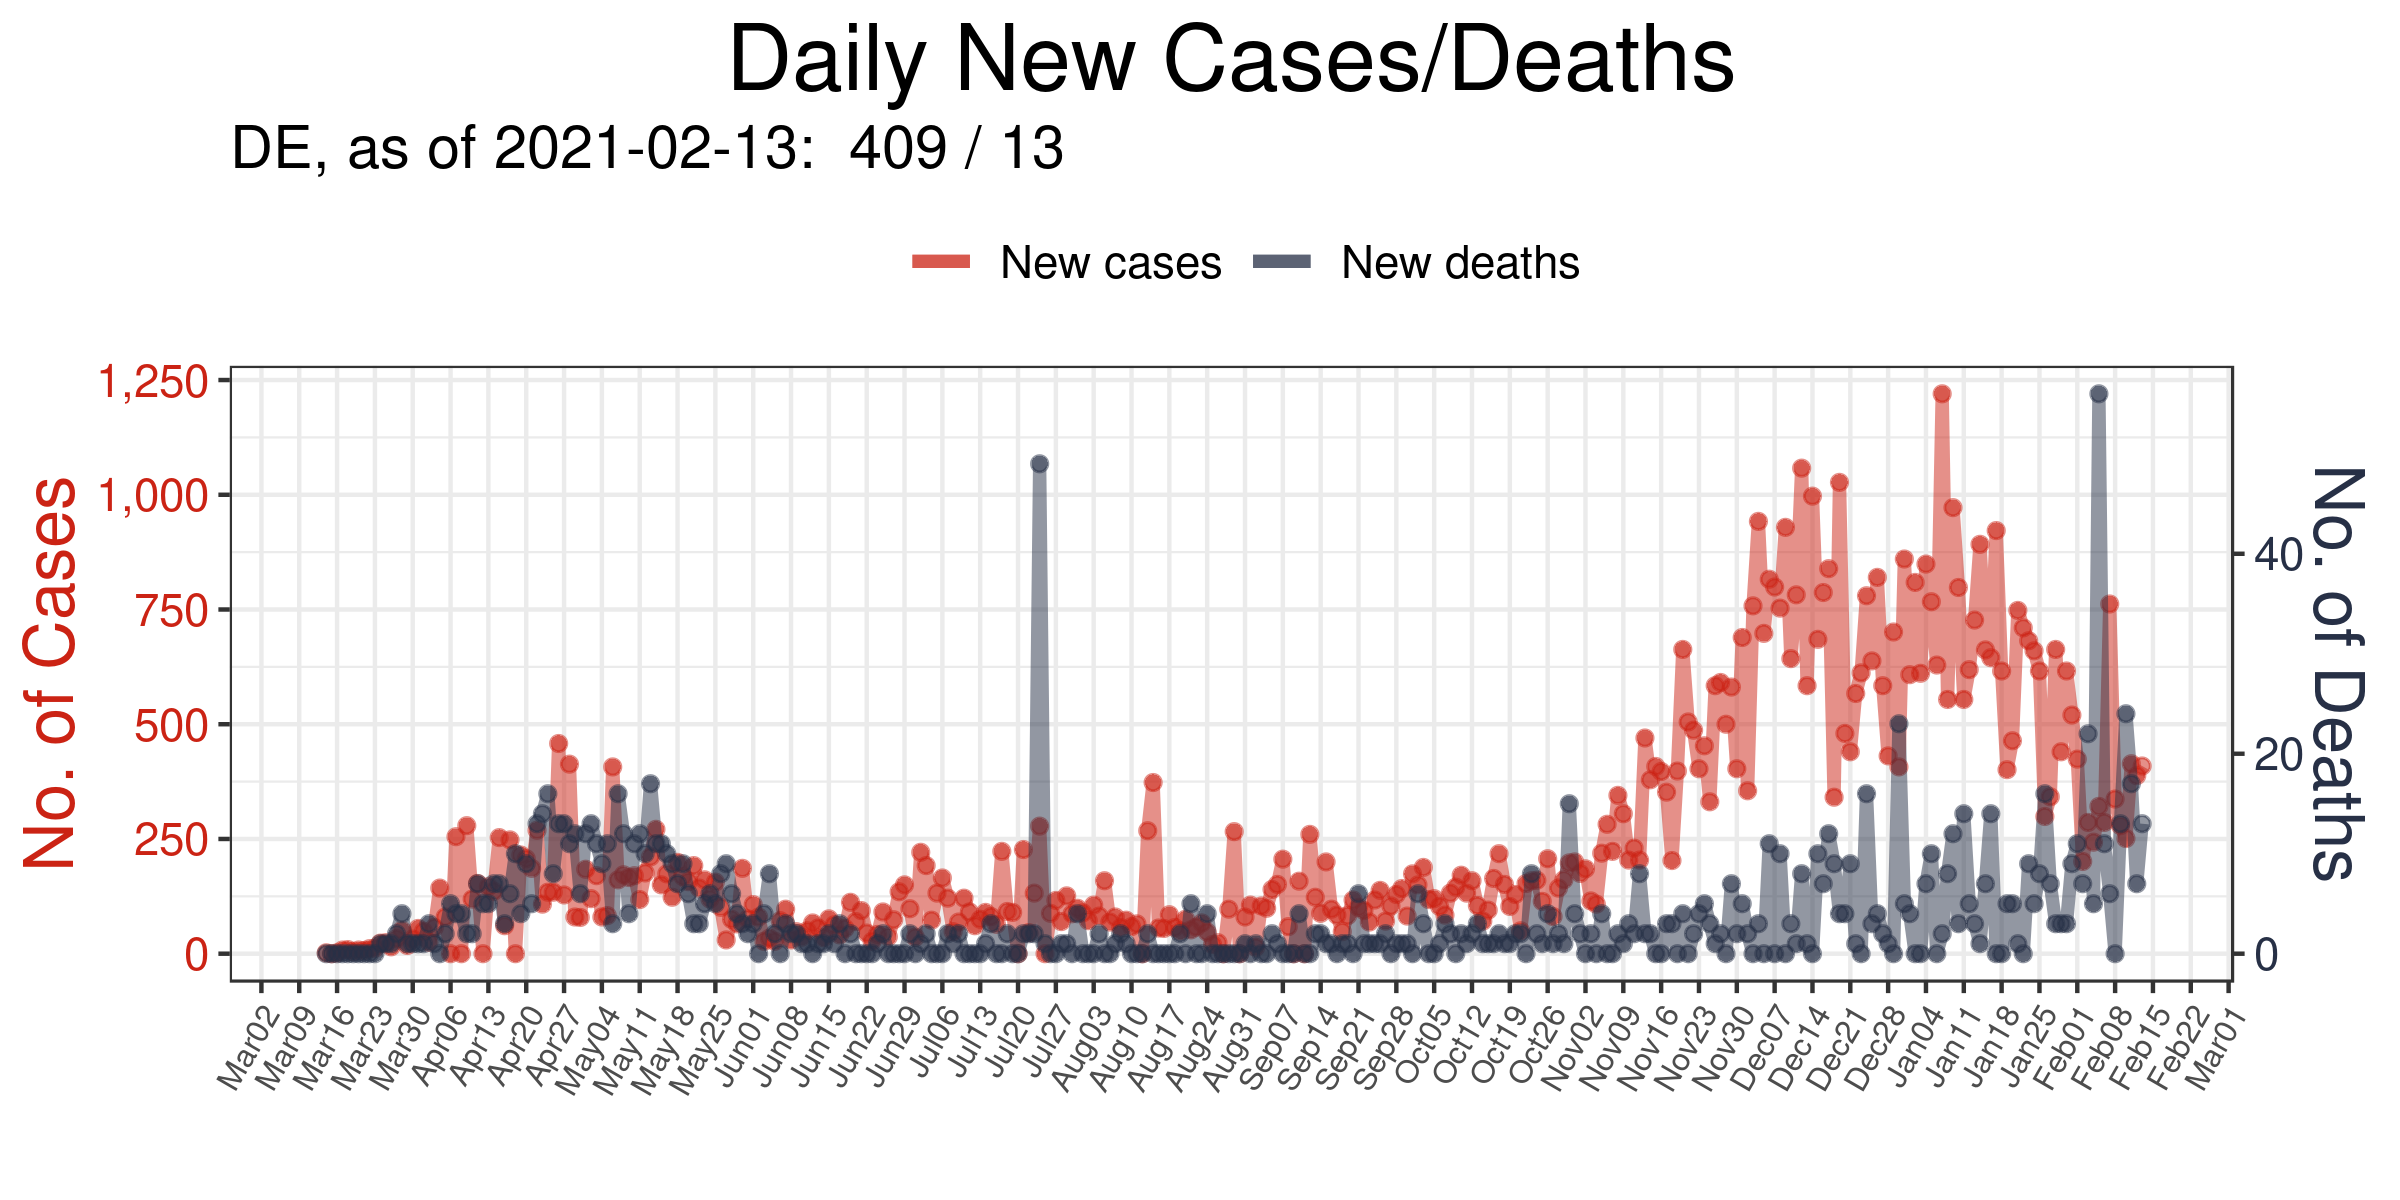 Daily New Cases/Deaths
DE, as of 2021-02-13:  409 / 13
New cases
New deaths
No. of Cases
1,250
1,000
750
500
250
0
40
20
0
No. of Deaths
Mar02
Mar09
Mar16
Mar23
Mar30
Apr06
Apr13
Apr20
Apr27
May04
May11
May18
May25
Jun01
Jun08
Jun15
Jun22
Jun29
Jul06
Jul13
Jul20
Jul27
Aug03
Aug10
Aug17
Aug24
Aug31
Sep07
Sep14
Sep21
Sep28
Oct05
Oct12
Oct19
Oct26
Nov02
Nov09
Nov16
Nov23
Nov30
Dec07
Dec14
Dec21
Dec28
Jan04
Jan11
Jan18
Jan25
Feb01
Feb08
Feb15
Feb22
Mar01